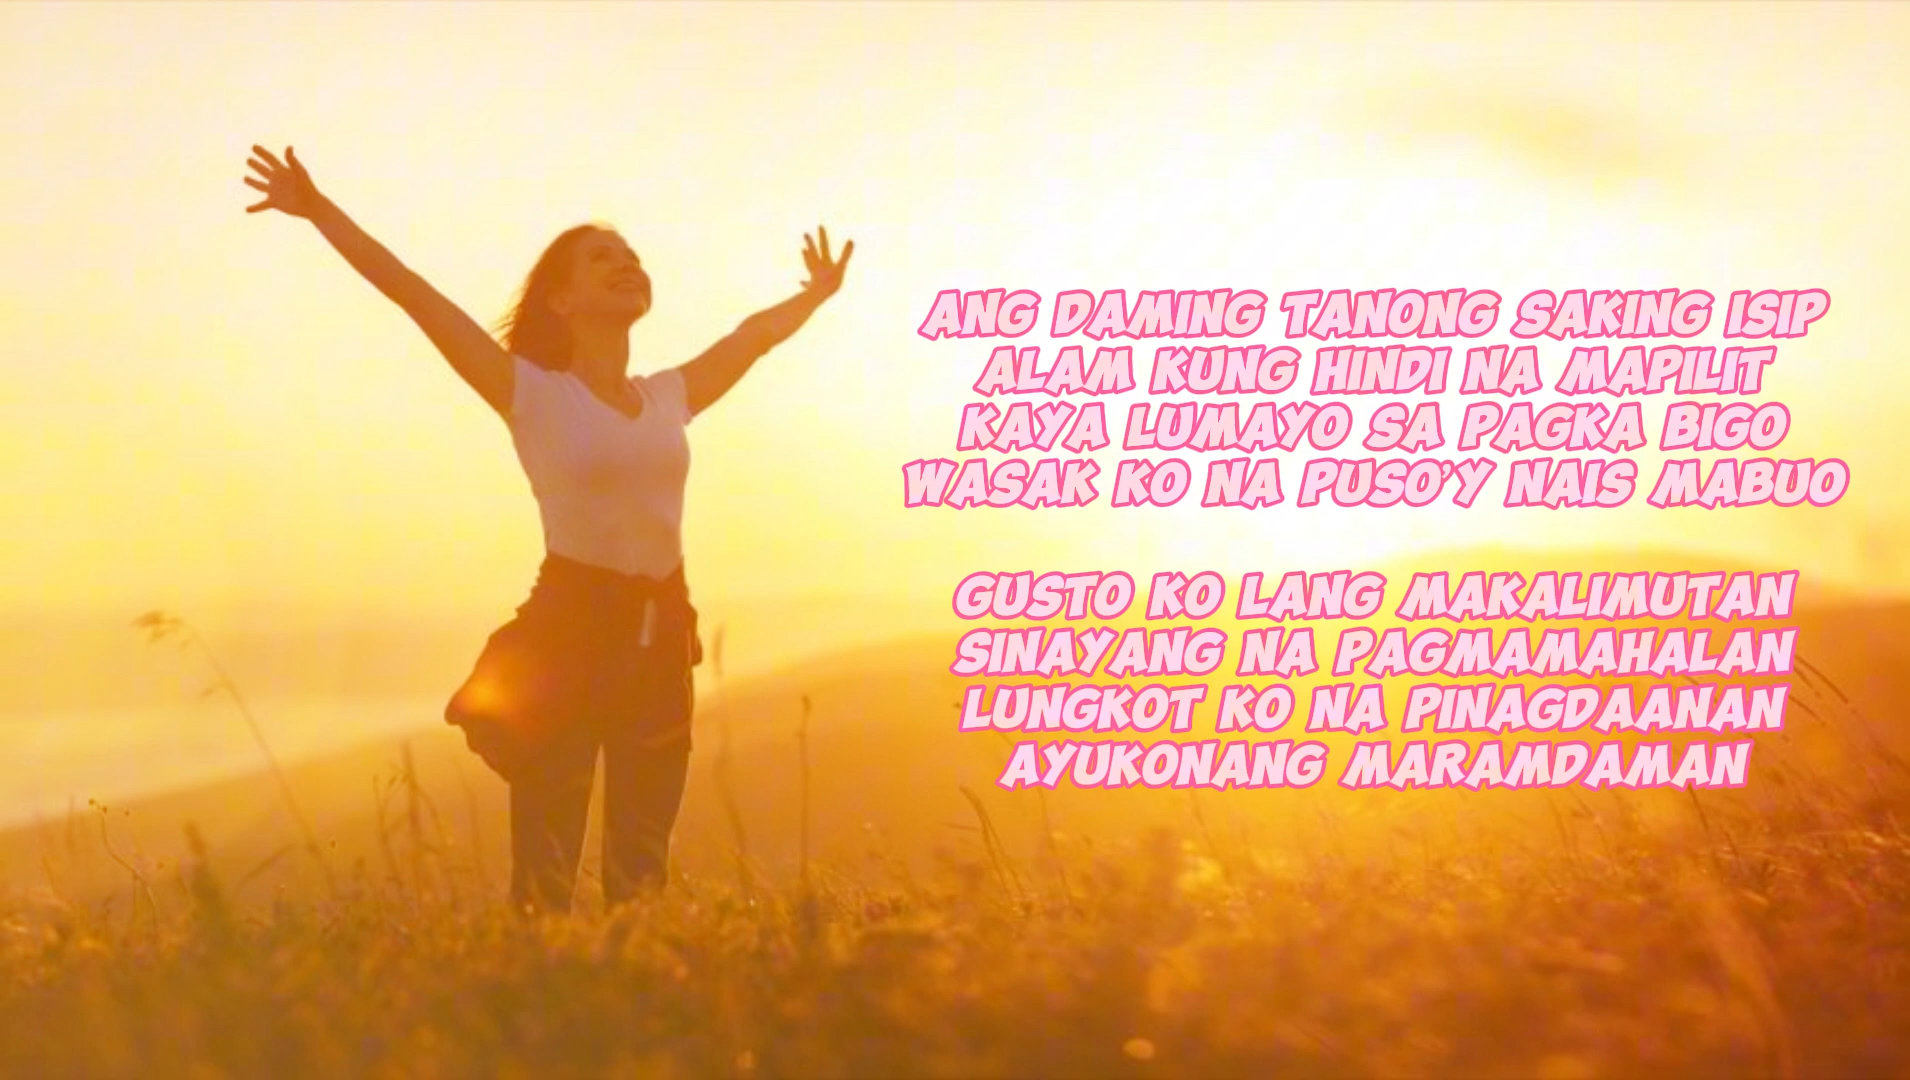 ANG DAMING TANONG SAKING ISIP
ALAM KUNG HINDI NA MAPILIT
KAYA LUMAYO SA PAGKA BIGO
WASAK KO NA PUSO'Y NAIS MABUO
GUSTO KO LANG MAKALIMUTAN
SINAYANG NA PAGMAMAHALAN
LUNGKOT KO NA PINAGDAANAN
AYUKONANG MARAMDAMAN